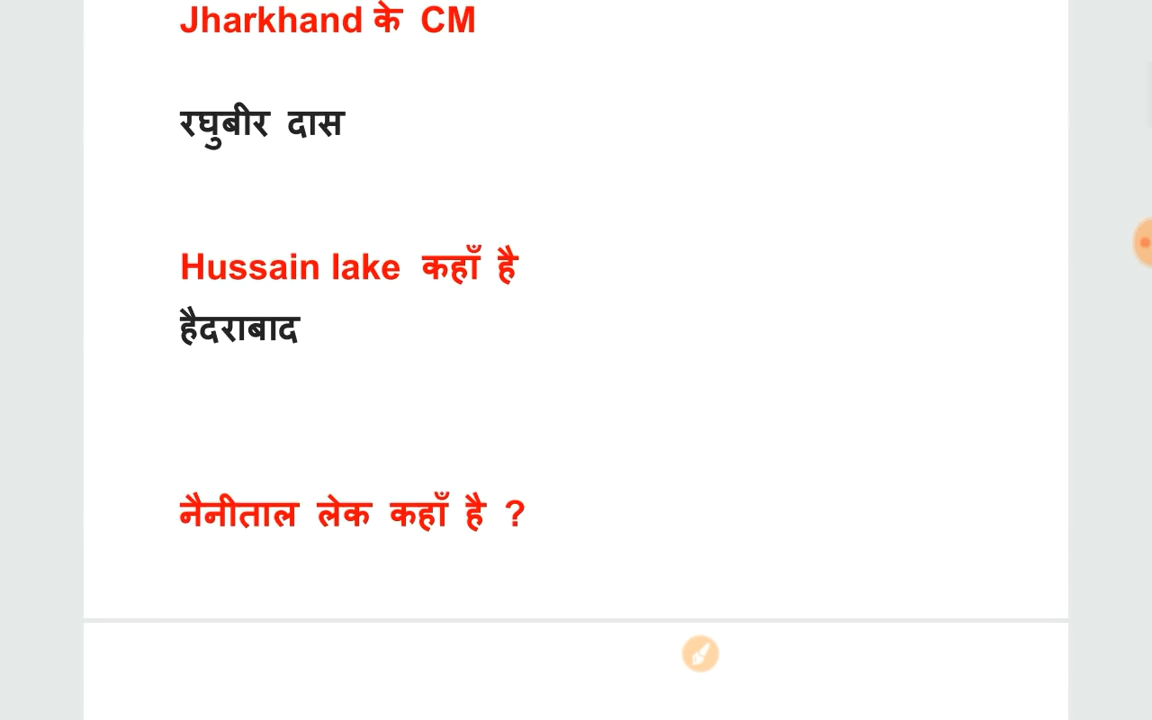 Jharkhand के CM
रघुबीर दास
Hussain lake कहाँ है
हैदराबाद
नैनीताल लेक कहाँ है ?